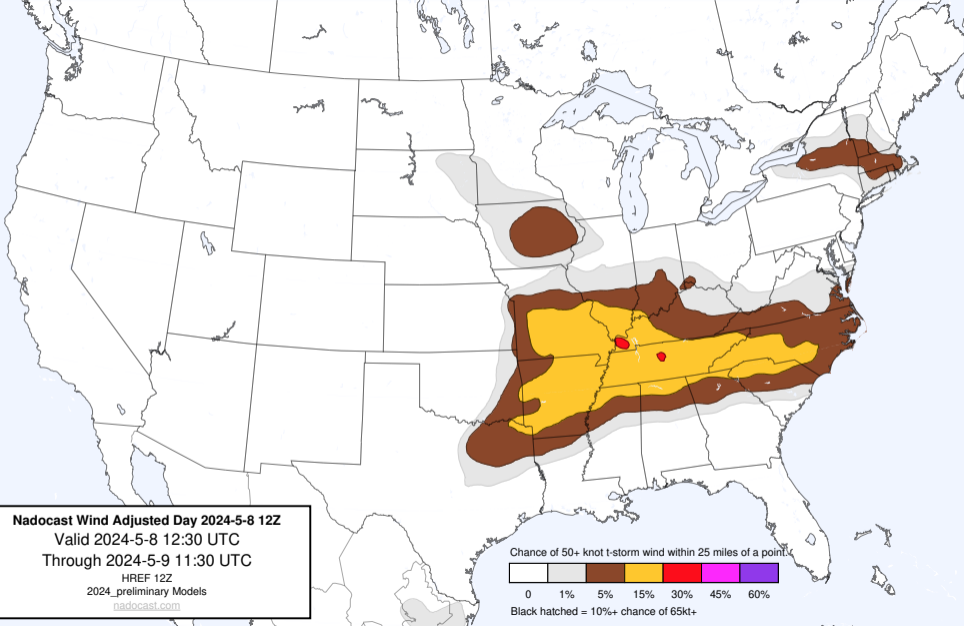 Nadocast Wind Adjusted Day 2024-5-8 12Z
Valid 2024-5-8 12:30 UTC
Through 2024-5-9 11:30 UTC
HREF 12Z
2024_preliminary Models
nadocast.com
Chance of 50+ knot t-storm wind within 25 miles of a point.
0 1% 5% 15% 30% 45% 60%
Black hatched = 10%+ chance of 65kt+